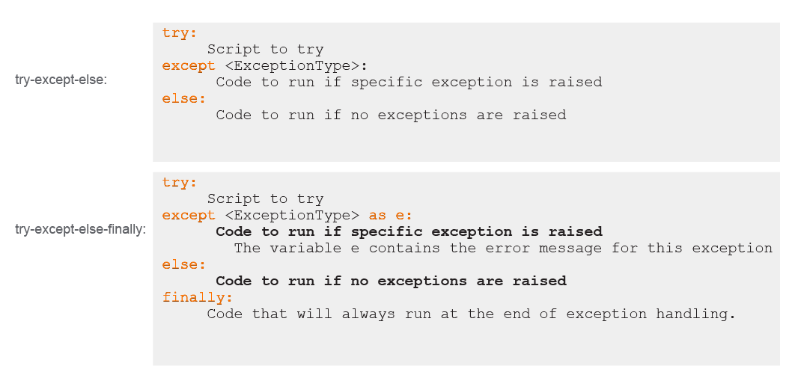 try:
Script to try
except <ExceptionType>:
try-except-else:
Code to run if specific exception is raised
else:
Code to run if no exceptions are raised
try:
Script to try
except <ExceptionType> as e:
try-except-else-finally:
Code to run if specific exception is raised
The variable e contains the error message for this exception
else:
Code to run if no exceptions are raised
finally:
Code that will always run at the end of exception handling.